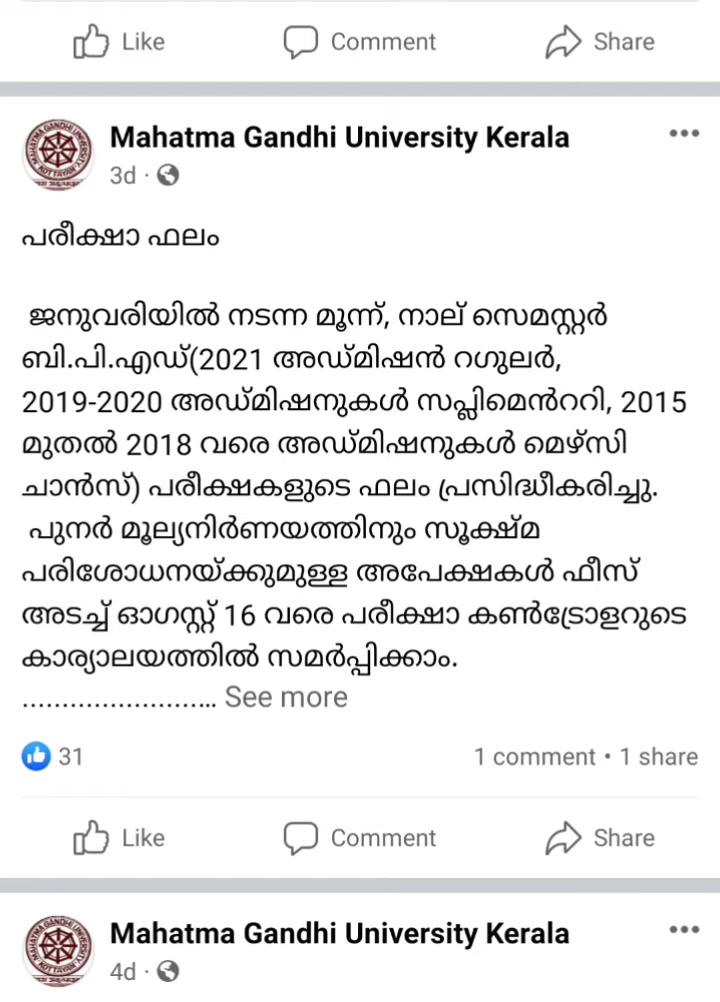 Like Comment Share
Mahatma Gandhi University Kerala
3d ·
പരീക്ഷാ ഫലം
ജനുവരിയിൽ നടന്ന മൂന്ന്, നാല് സെമസ്റ്റർ
ബി.പി.എഡ്(2021 അഡ്മിഷൻ റഗുലർ,
2019-2020 അഡ്മിഷനുകൾ സപ്ലിമെൻററി, 2015
മുതൽ 2018 വരെ അഡ്മിഷനുകൾ മെഴ്സി
ചാൻസ്) പരീക്ഷകളുടെ ഫലം പ്രസിദ്ധീകരിച്ചു.
പുനർ മൂല്യനിർണയത്തിനും സൂക്ഷ്മ
പരിശോധനയ്ക്കുമുള്ള അപേക്ഷകൾ ഫീസ്
അടച്ച് ഓഗസ്റ്റ് 16 വരെ പരീക്ഷാ കൺട്രോളറുടെ
കാര്യാലയത്തിൽ സമർപ്പിക്കാം.
........................... See more
31 1 comment • 1 share
Like Comment Share
Mahatma Gandhi University Kerala
4d ·